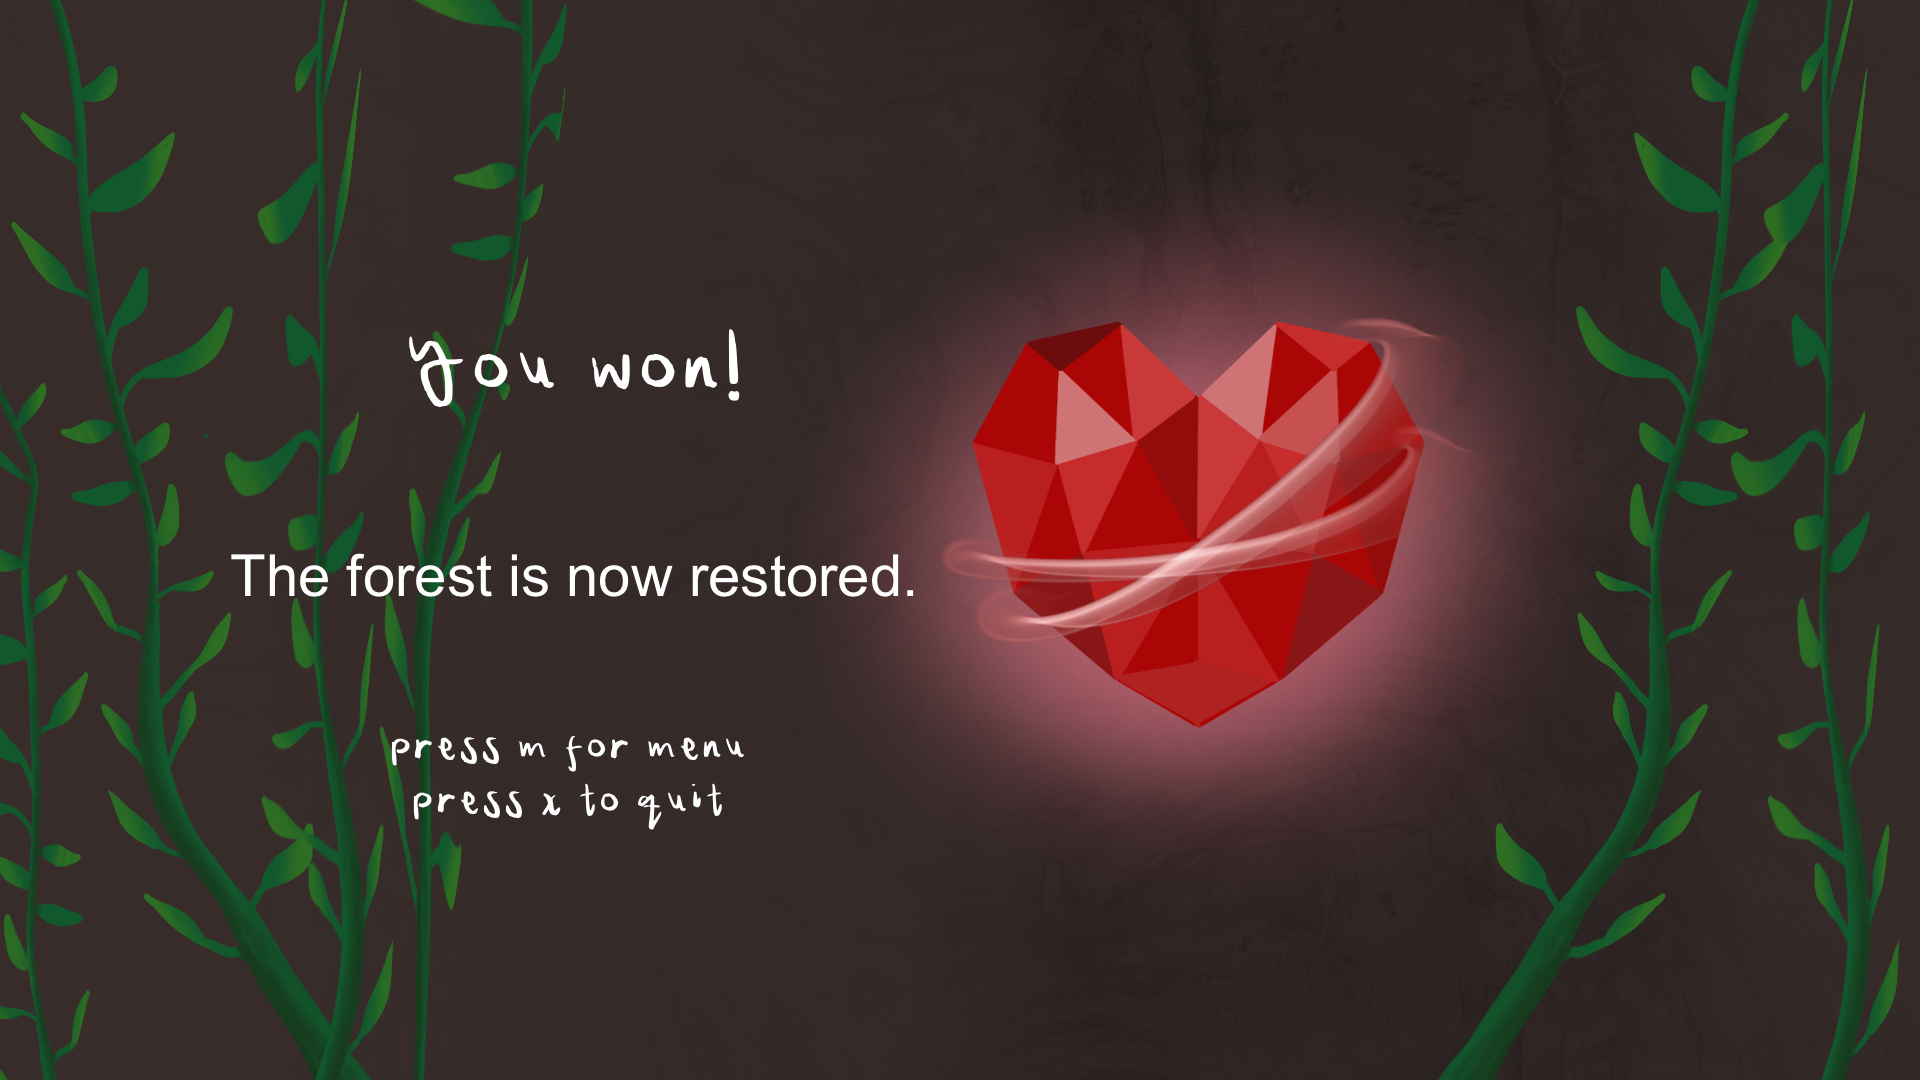 you won!
The forest is now restored.
press m for menu
press x to quit